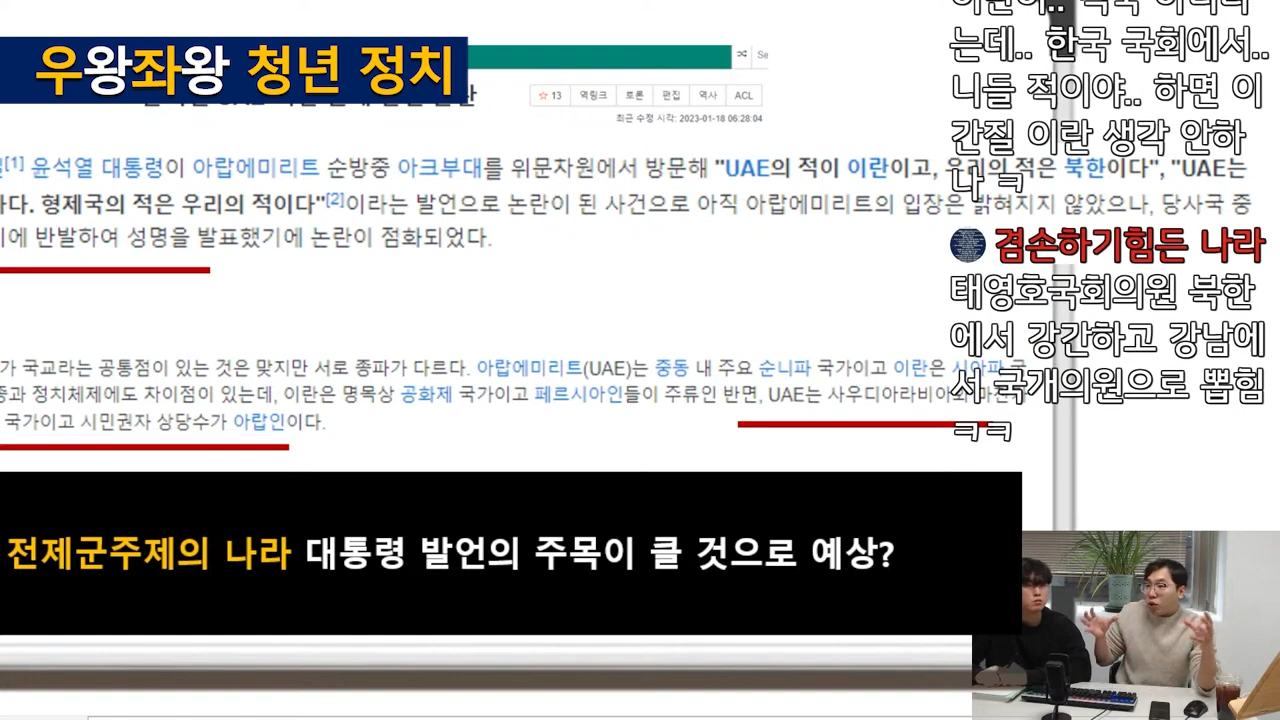 우왕좌왕 청년 정치
Se
13 역링크 토론 편집 역사 ACL
최근 수정 시각: 2023-01-18 06:28:04
[1] 윤석열 대통령이 아랍에미리트 순방중 아크부대를 위문차원에서 방문해 "UAE의 적이 이란이고, 우리의 적은 북한이다", "UAE는
다. 형제국의 적은 우리의 적이다"[2]이라는 발언으로 논란이 된 사건으로 아직 아랍에미리트의 입장은 밝혀지지 않았으나, 당사국 중
에 반발하여 성명을 발표했기에 논란이 점화되었다.
가 국교라는 공통점이 있는 것은 맞지만 서로 종파가 다르다. 아랍에미리트(UAE)는 중동 내 주요 순니파 국가이고 이란은 시아파
과 정치체제에도 차이점이 있는데, 이란은 명목상 공화제 국가이고 페르시아인들이 주류인 반면, UAE는 사우디아라비아와
국가이고 시민권자 상당수가 아랍인이다.
전제군주제의 나라 대통령 발언의 주목이 클 것으로 예상?
는데.. 한국 국회에서..
니들 적이야.. 하면 이
간질 이란 생각 안하
나 ㅋ
겸손하기힘든 나라
태영호국회의원 북한
에서 강간하고 강남에
서 국개의원으로 뽑힘
ㅋㅋ